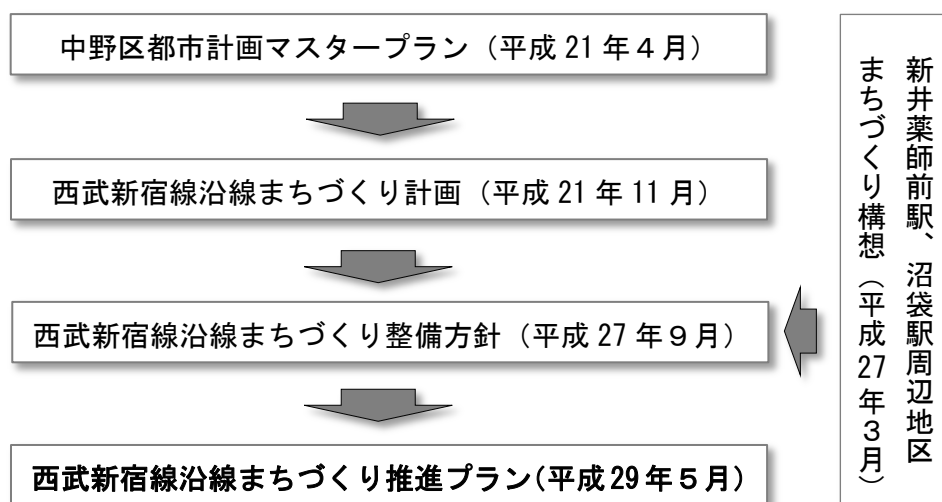 中野区都市計画マスタープラン（平成 21 年４月）
西武新宿線沿線まちづくり計画（平成 21 年 11 月）
西武新宿線沿線まちづくり整備方針（平成 27 年９月）
西武新宿線沿線まちづくり推進プラン(平成 29 年５月)
新井薬師前駅、沼袋駅周辺地区
まちづくり構想（平成 27 年３月）